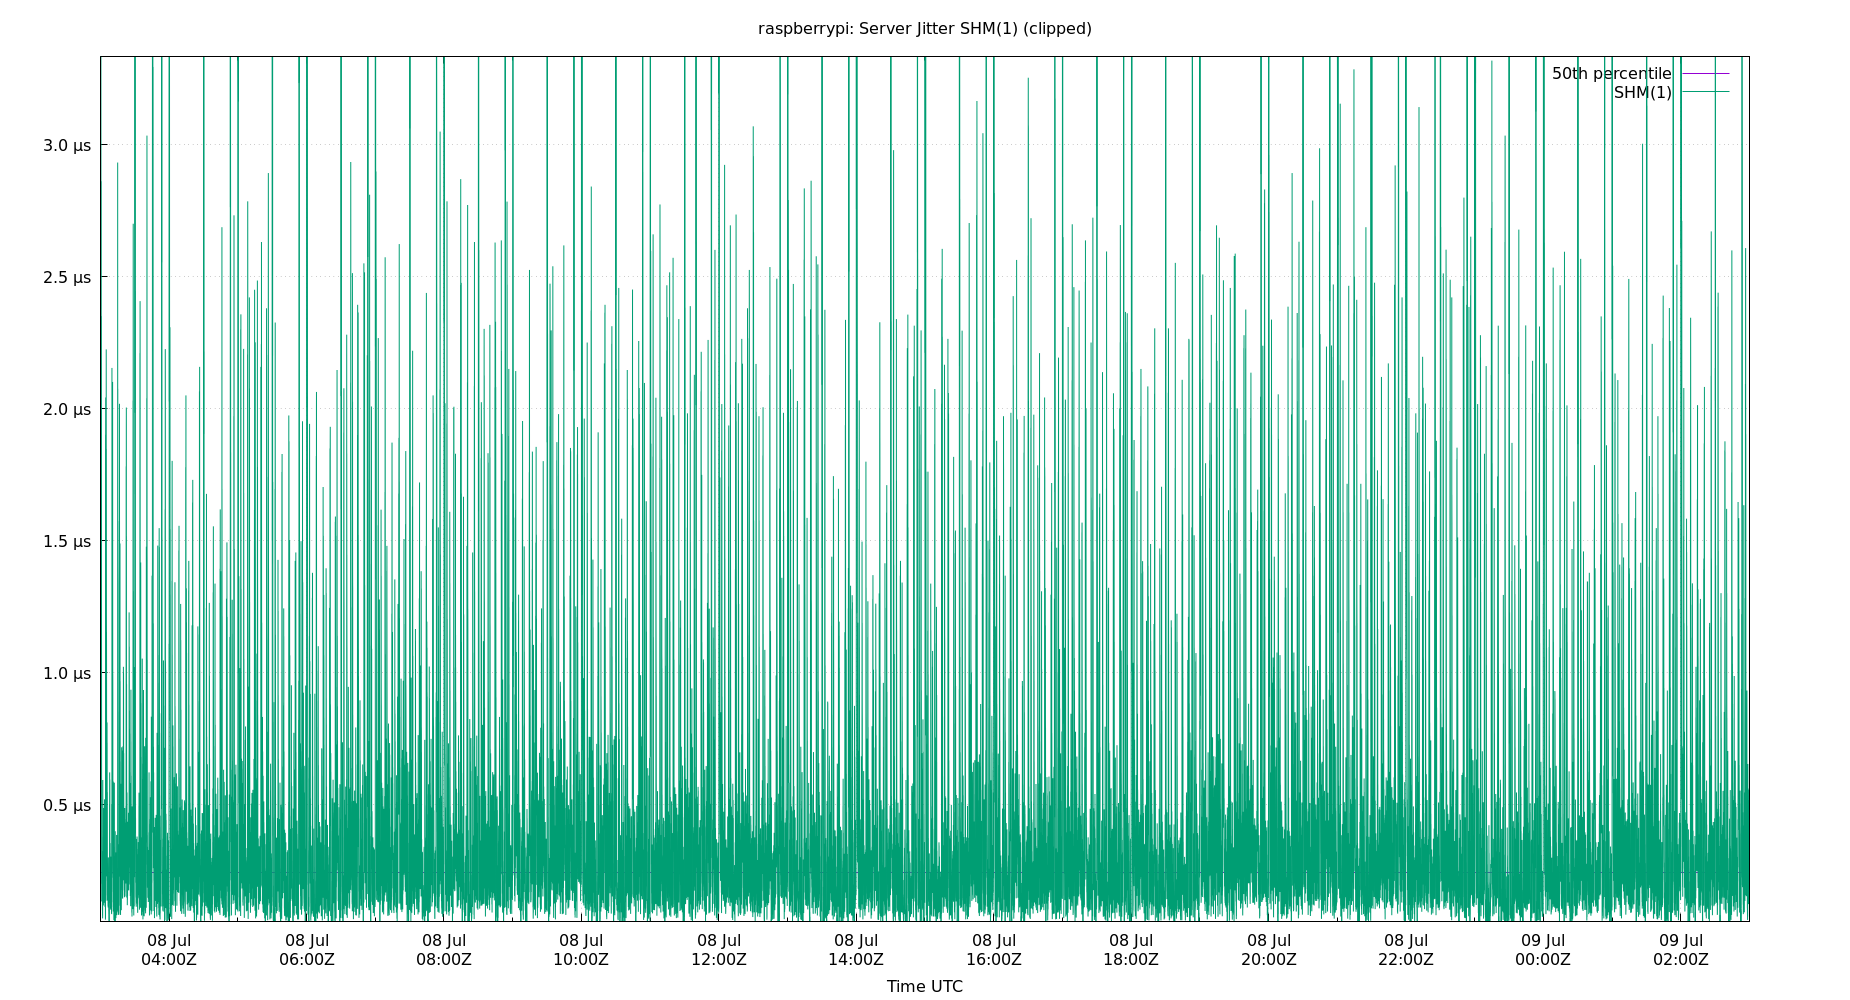 raspberrypi: Server Jitter SHM(1) (clipped)
50th percentile
SHM(1)
3.0 µs
2.5 µs
2.0 µs
1.5 µs
1.0 µs
0.5 µs
08 Jul 08 Jul 08 Jul 08 Jul 08 Jul 08 Jul 08 Jul 08 Jul 08 Jul 08 Jul 09 Jul 09 Jul
04:00Z 06:00Z 08:00Z 10:00Z 12:00Z 14:00Z 16:00Z 18:00Z 20:00Z 22:00Z 00:00Z 02:00Z
Time UTC